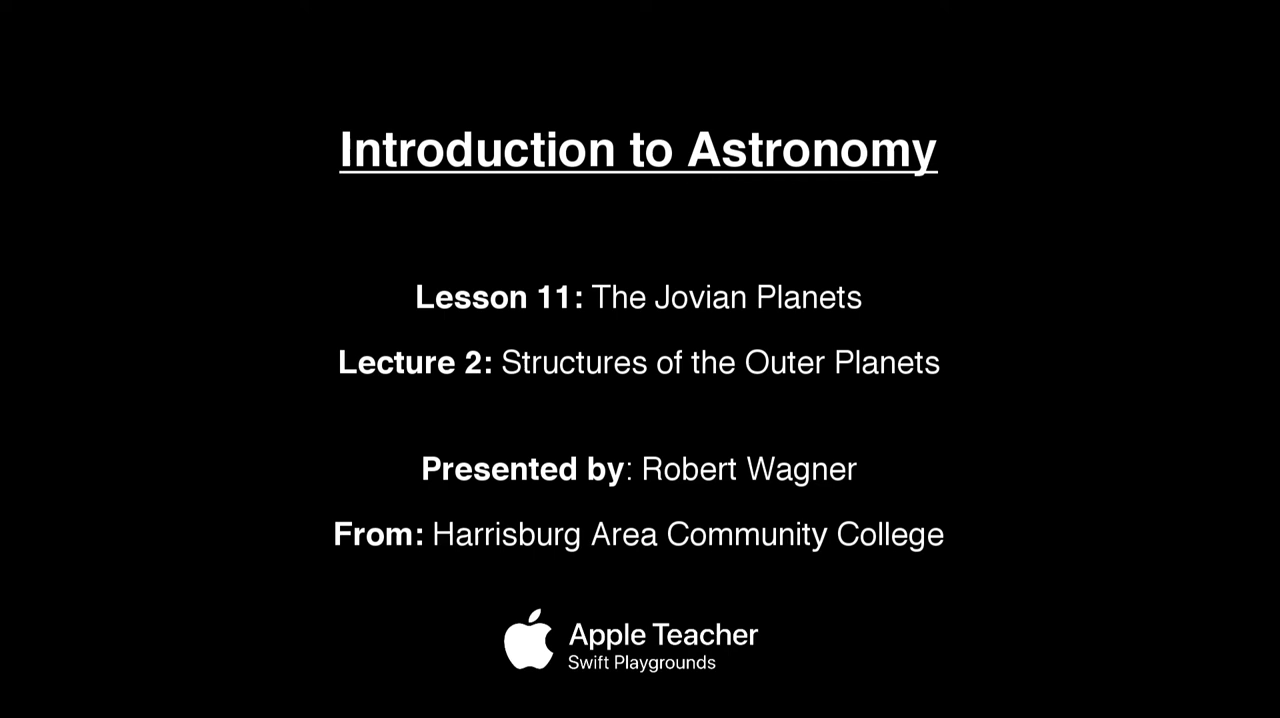 Introduction to Astronomy
Lesson 11: The Jovian Planets
Lecture 2: Structures of the Outer Planets
Presented by: Robert Wagner
From: Harrisburg Area Community College
Apple Teacher
Swift Playgrounds